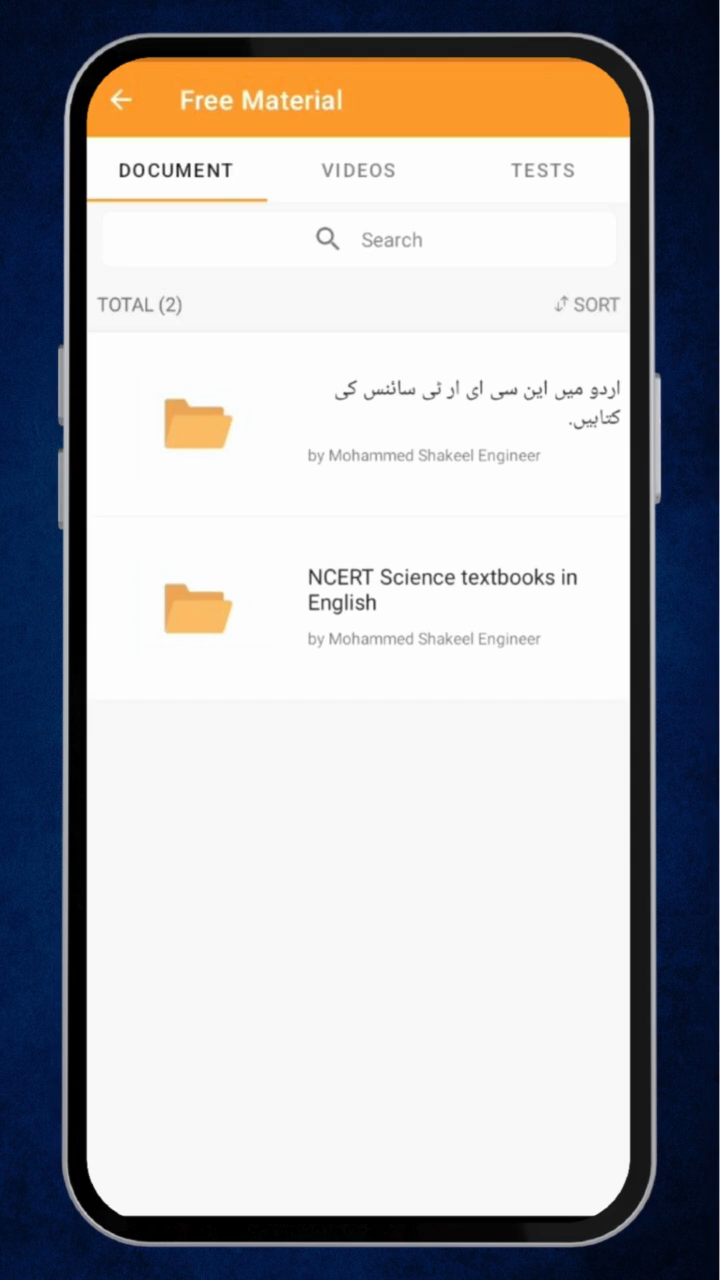 Free Material
DOCUMENT VIDEOS TESTS
Search
TOTAL (2) SORT
اردو میں این سی ای ار ٹی سائنس کی
کتابیں.
by Mohammed Shakeel Engineer
NCERT Science textbooks in
English
by Mohammed Shakeel Engineer